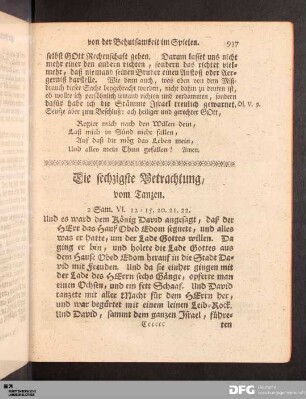 von der Behutsamkeit im Spielen. 937
selbst GOtt Rechenschaft geben. Darum lasset uns nicht
mehr einer den andern richten, sondern das richtet viel-
mehr, daß niemand seinen Bruder einen Anstoß oder Aer-
gerniß darstelle. Wie denn auch, was oben von dem Miß-
brauch dieser Sache vorgebracht worden, nicht dahin zu deuten ist,
ob wollte ich persönlich jemand richten und verdammen, sondern
dafür habe ich die Stämme Israel treulich gewarnet. Of. V. 9.
Seufze aber zum Beschluß: ach heiliger und gerechter GOtt,
Regier mich nach dem Willen dein,
Laß mich in Sünd nicht fallen,
Auf daß dir mög das Leben mein,
Und alles mein Thun gefallen! Amen.
Die sechzigste Betrachtung,
vom Tanzen.
2 Sam. VI. 12-15. 20. 21. 22.
Und es ward dem König David angesagt, daß der
HErr das Hauß Obed Edom segnete, und alles
was er hatte, um der Lade Gottes willen. Da
gieng er hin, und holete die Lade Gottes aus
dem Hause Obed Edom herauf in die Stadt Da-
vid mit Freuden. Und da sie einher gingen mit
der Lade des HErrn sechs Gänge, opferte man
einen Ochsen, und ein fett Schaaf. Und David
tanzete mit aller Macht für dem HErrn her,
und war begürtet mit einem leinen Leib-Rock.
Und David, sammt dem ganzen Israel, führe-
Cccccc ten
DFG